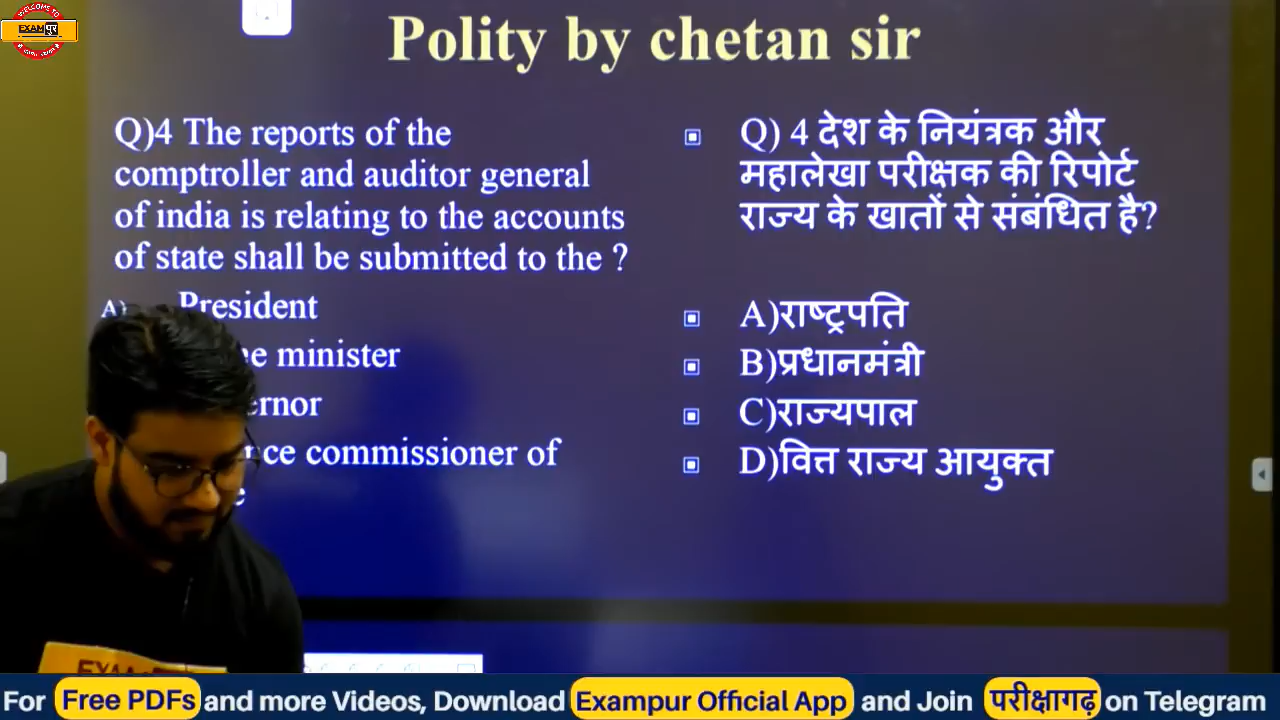 WELCOME TO
EXAMपुर
Polity by chetan sir
Q)4 The reports of the
comptroller and auditor general
of india is relating to the accounts
of state shall be submitted to the ?
A) President
minister
commissioner of
Q) 4 देश के नियंत्रक और
महालेखा परीक्षक की रिपोर्ट
राज्य के खातों से संबंधित है?
A)राष्ट्रपति
B)प्रधानमंत्री
C)राज्यपाल
D)वित्त राज्य आयुक्त
For Free PDFs and more Videos, Download Exampur Official App and Join परीक्षागढ़ on Telegram